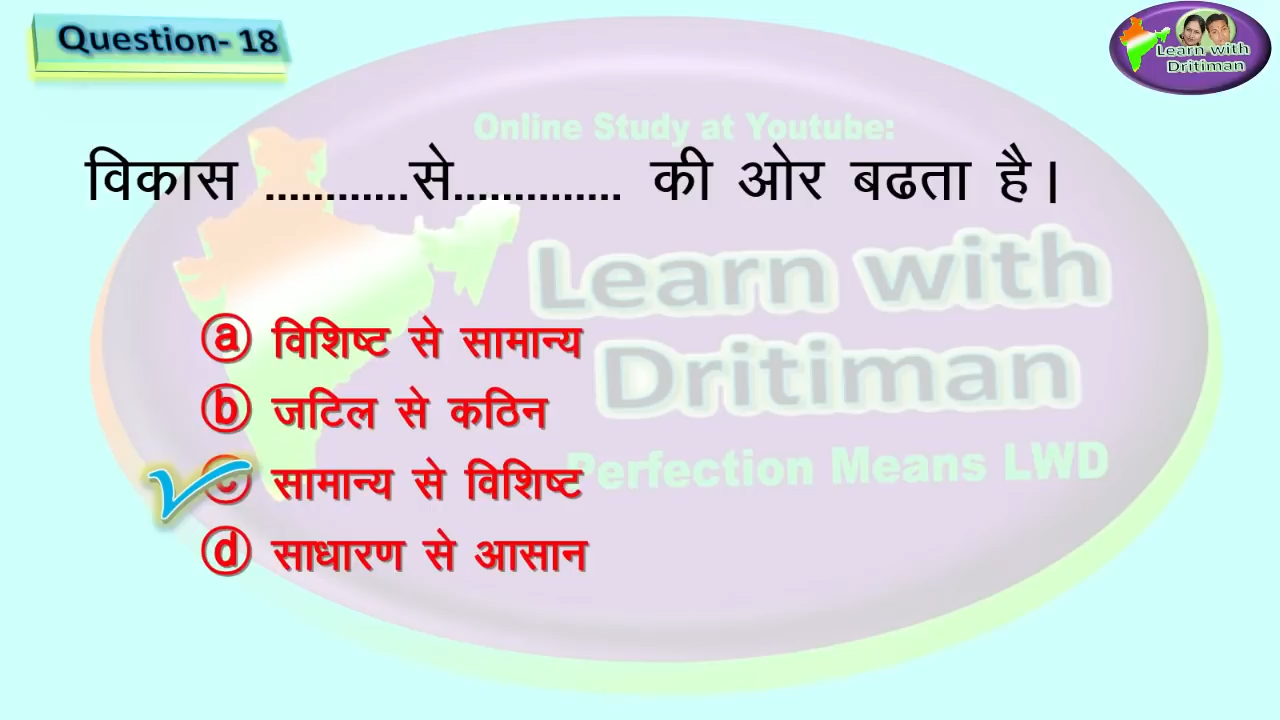 Question- 18
Learn with
Dritiman
Online Study at Youtube:
विकास ............से.............. की ओर बढता है।
Learn with
Dritiman
Perfection Means LWD
ⓐ विशिष्ट से सामान्य
ⓑ जटिल से कठिन
ⓒ सामान्य से विशिष्ट
ⓓ साधारण से आसान